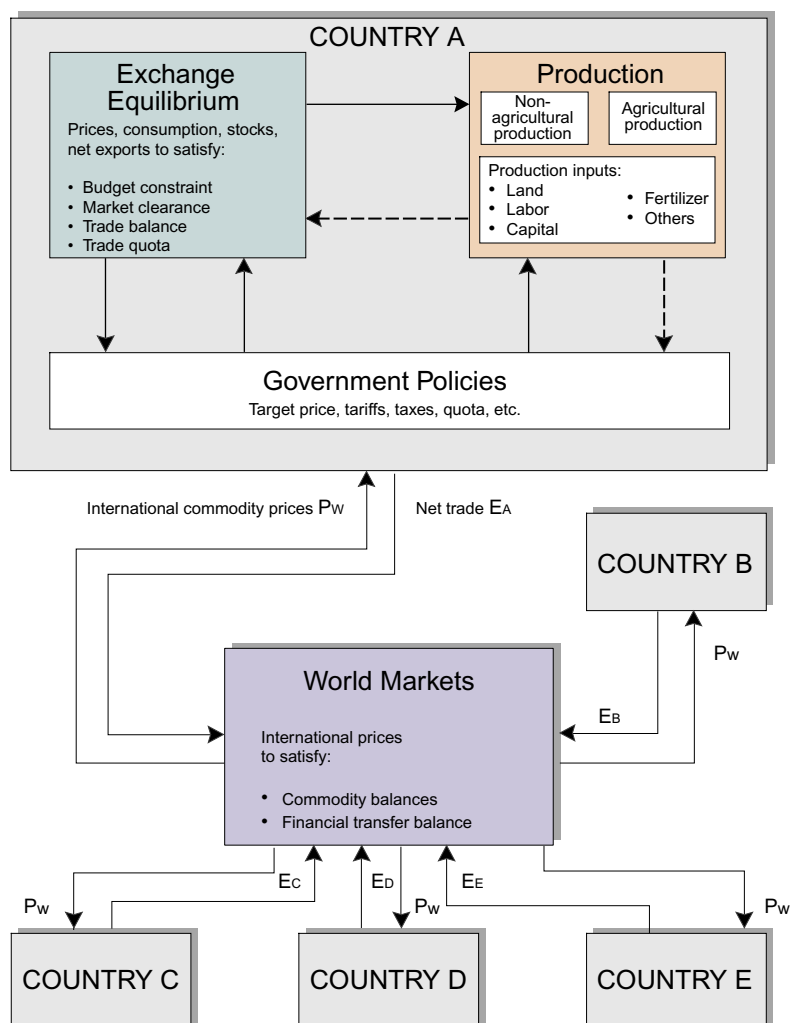 COUNTRY A
Exchange
Equilibrium
Prices, consumption, stocks,
net exports to satisfy:
• Budget constraint
• Market clearance
• Trade balance
• Trade quota
Production
Non-
agricultural
production
Agricultural
production
Production inputs:
• Land
• Labor
• Capital
• Fertilizer
• Others
Government Policies
Target price, tariffs, taxes, quota, etc.
International commodity prices PW
Net trade EA
COUNTRY B
PW
EB
World Markets
International prices
to satisfy:
• Commodity balances
• Financial transfer balance
PW
EC
ED
PW
EE
PW
COUNTRY C
COUNTRY D
COUNTRY E